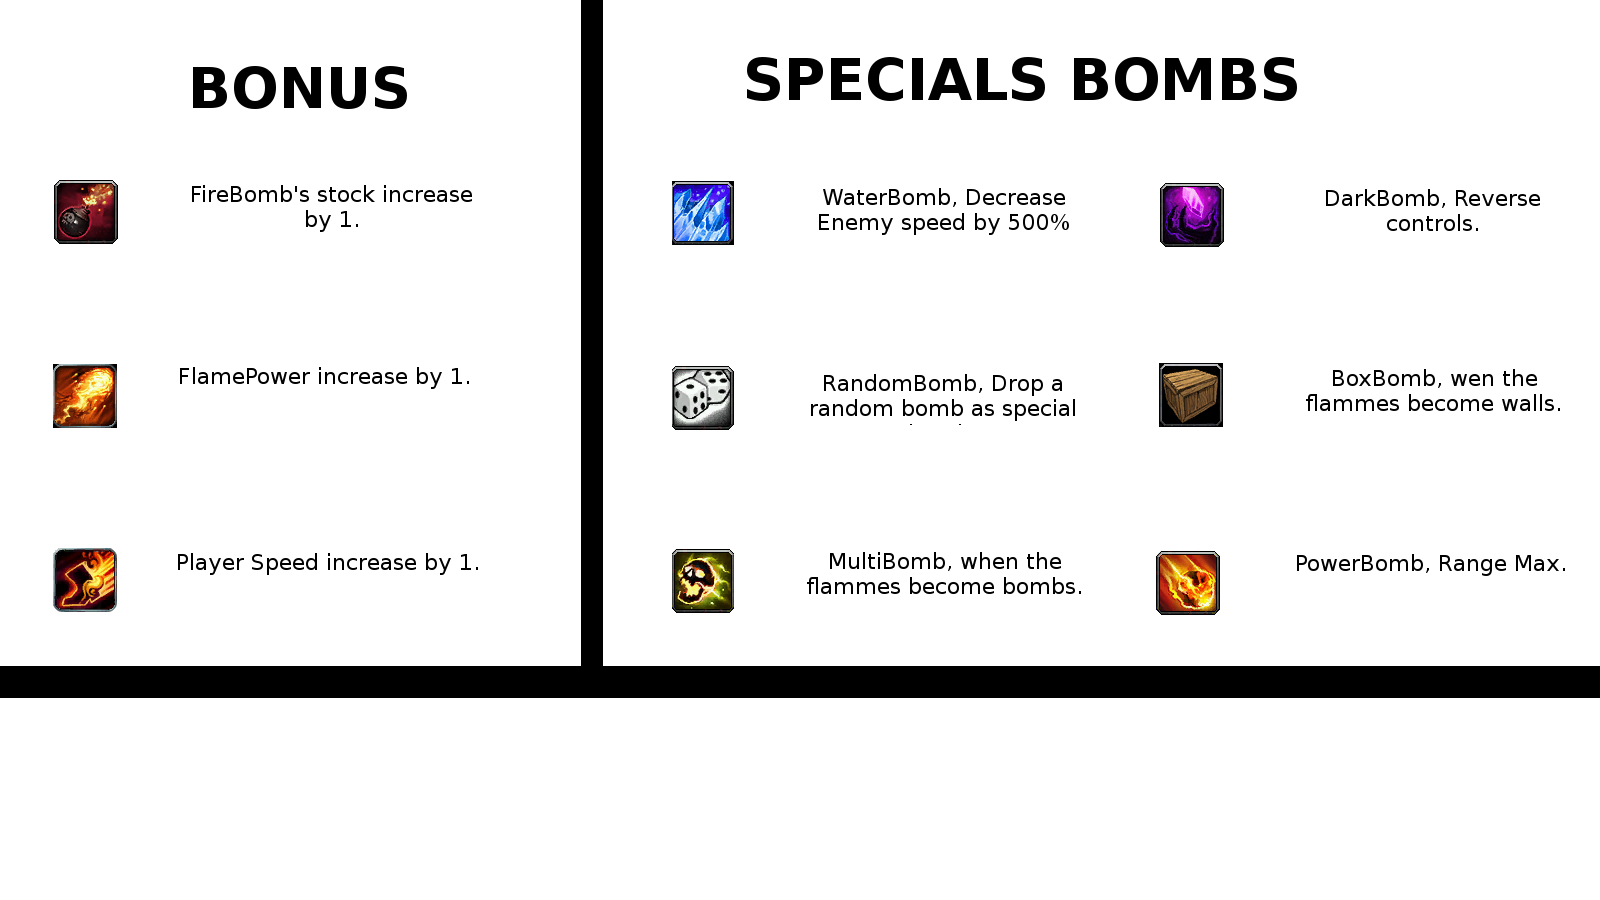 BONUS
FireBomb's stock increase
by 1.
FlamePower increase by 1.
Player Speed increase by 1.
SPECIALS BOMBS
WaterBomb, Decrease
Enemy speed by 500%
DarkBomb, Reverse
controls.
RandomBomb, Drop a
random bomb as special
BoxBomb, wen the
flammes become walls.
MultiBomb, when the
flammes become bombs.
PowerBomb, Range Max.